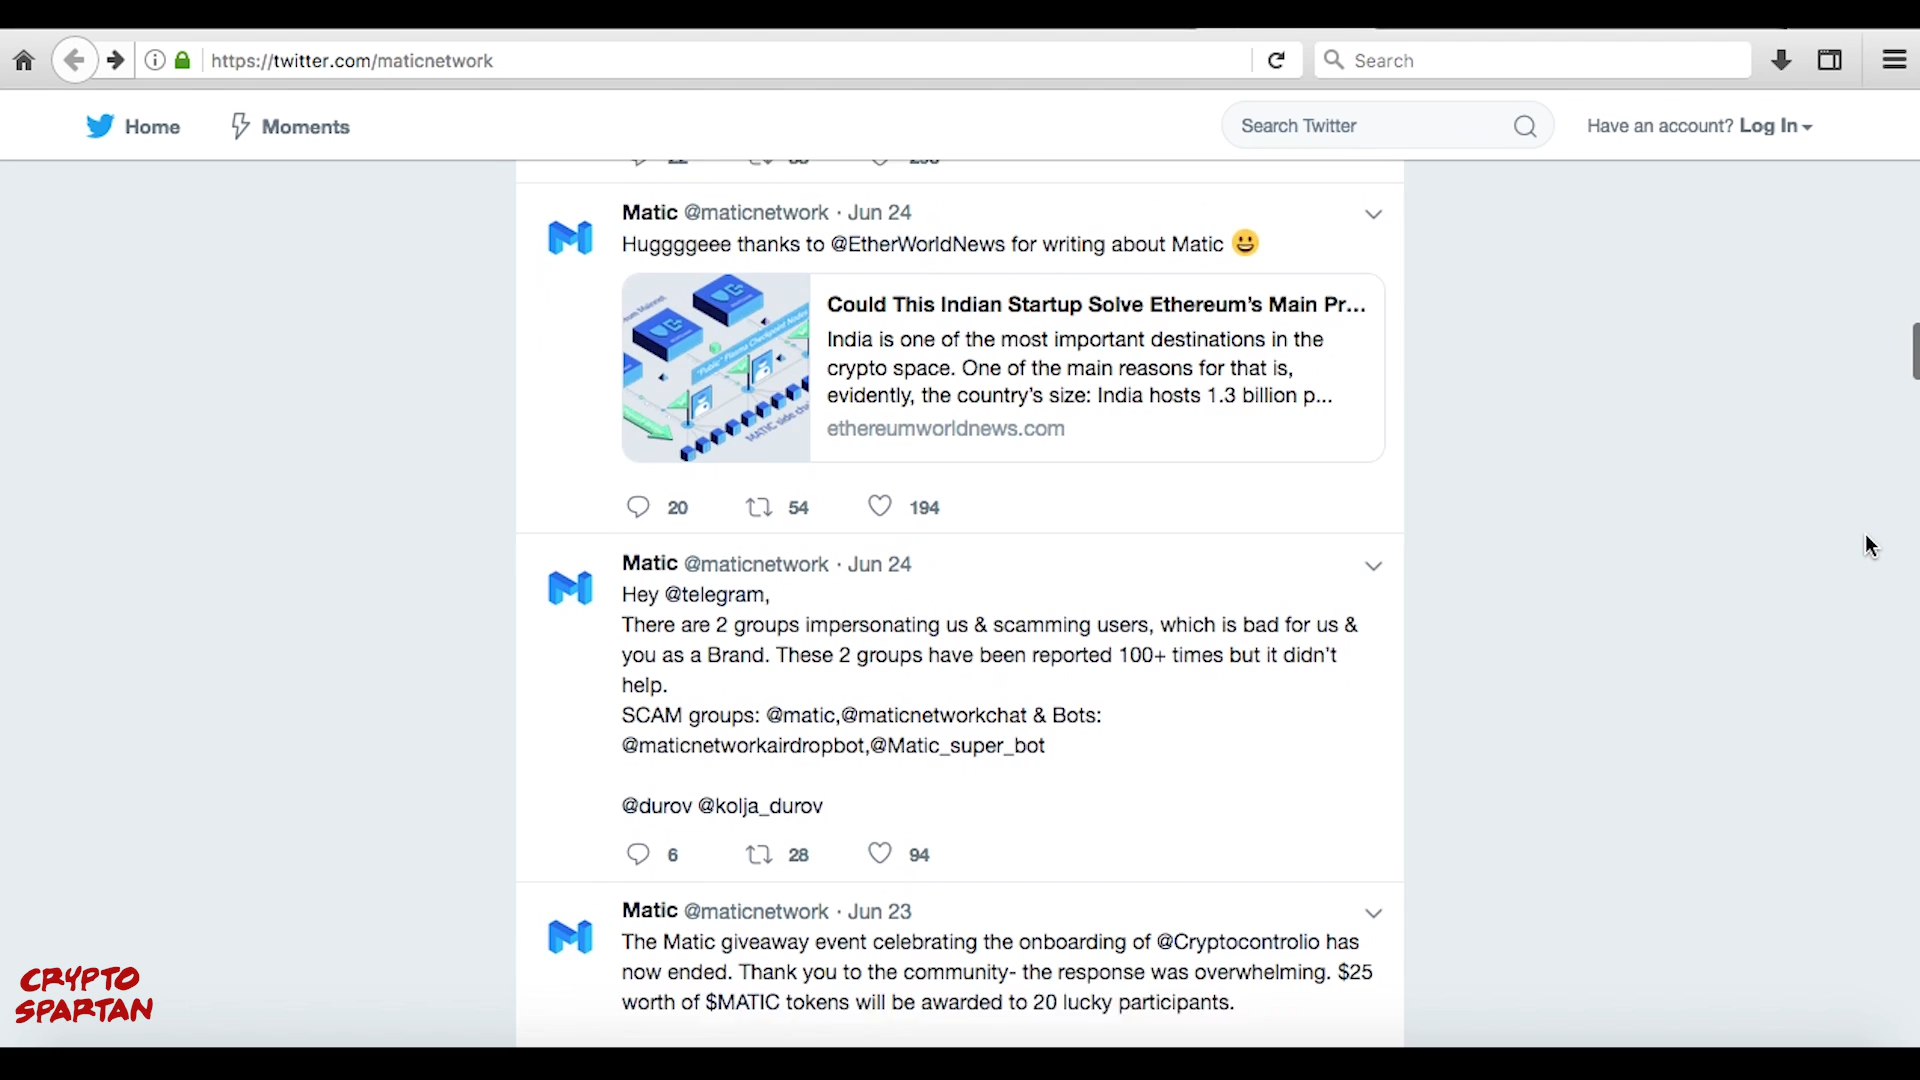 https://twitter.com/maticnetwork
Search
Home
Moments
Search Twitter
Have an account? Log In
Matic @maticnetwork · Jun 24
Huggggeee thanks to @EtherWorldNews for writing about Matic 😀
Could This Indian Startup Solve Ethereum’s Main Pr...
India is one of the most important destinations in the
crypto space. One of the main reasons for that is,
evidently, the country’s size: India hosts 1.3 billion p...
ethereumworldnews.com
"Public" Plasma Checkpoint Nodes
20 54 194
Matic @maticnetwork · Jun 24
Hey @telegram,
There are 2 groups impersonating us & scamming users, which is bad for us &
you as a Brand. These 2 groups have been reported 100+ times but it didn’t
help.
SCAM groups: @matic,@maticnetworkchat & Bots:
@maticnetworkairdropbot,@Matic_super_bot
@durov @kolja_durov
6 28 94
Matic @maticnetwork · Jun 23
The Matic giveaway event celebrating the onboarding of @Cryptocontrolio has
now ended. Thank you to the community- the response was overwhelming. $25
worth of $MATIC tokens will be awarded to 20 lucky participants.
CRYPTO
SPARTAN